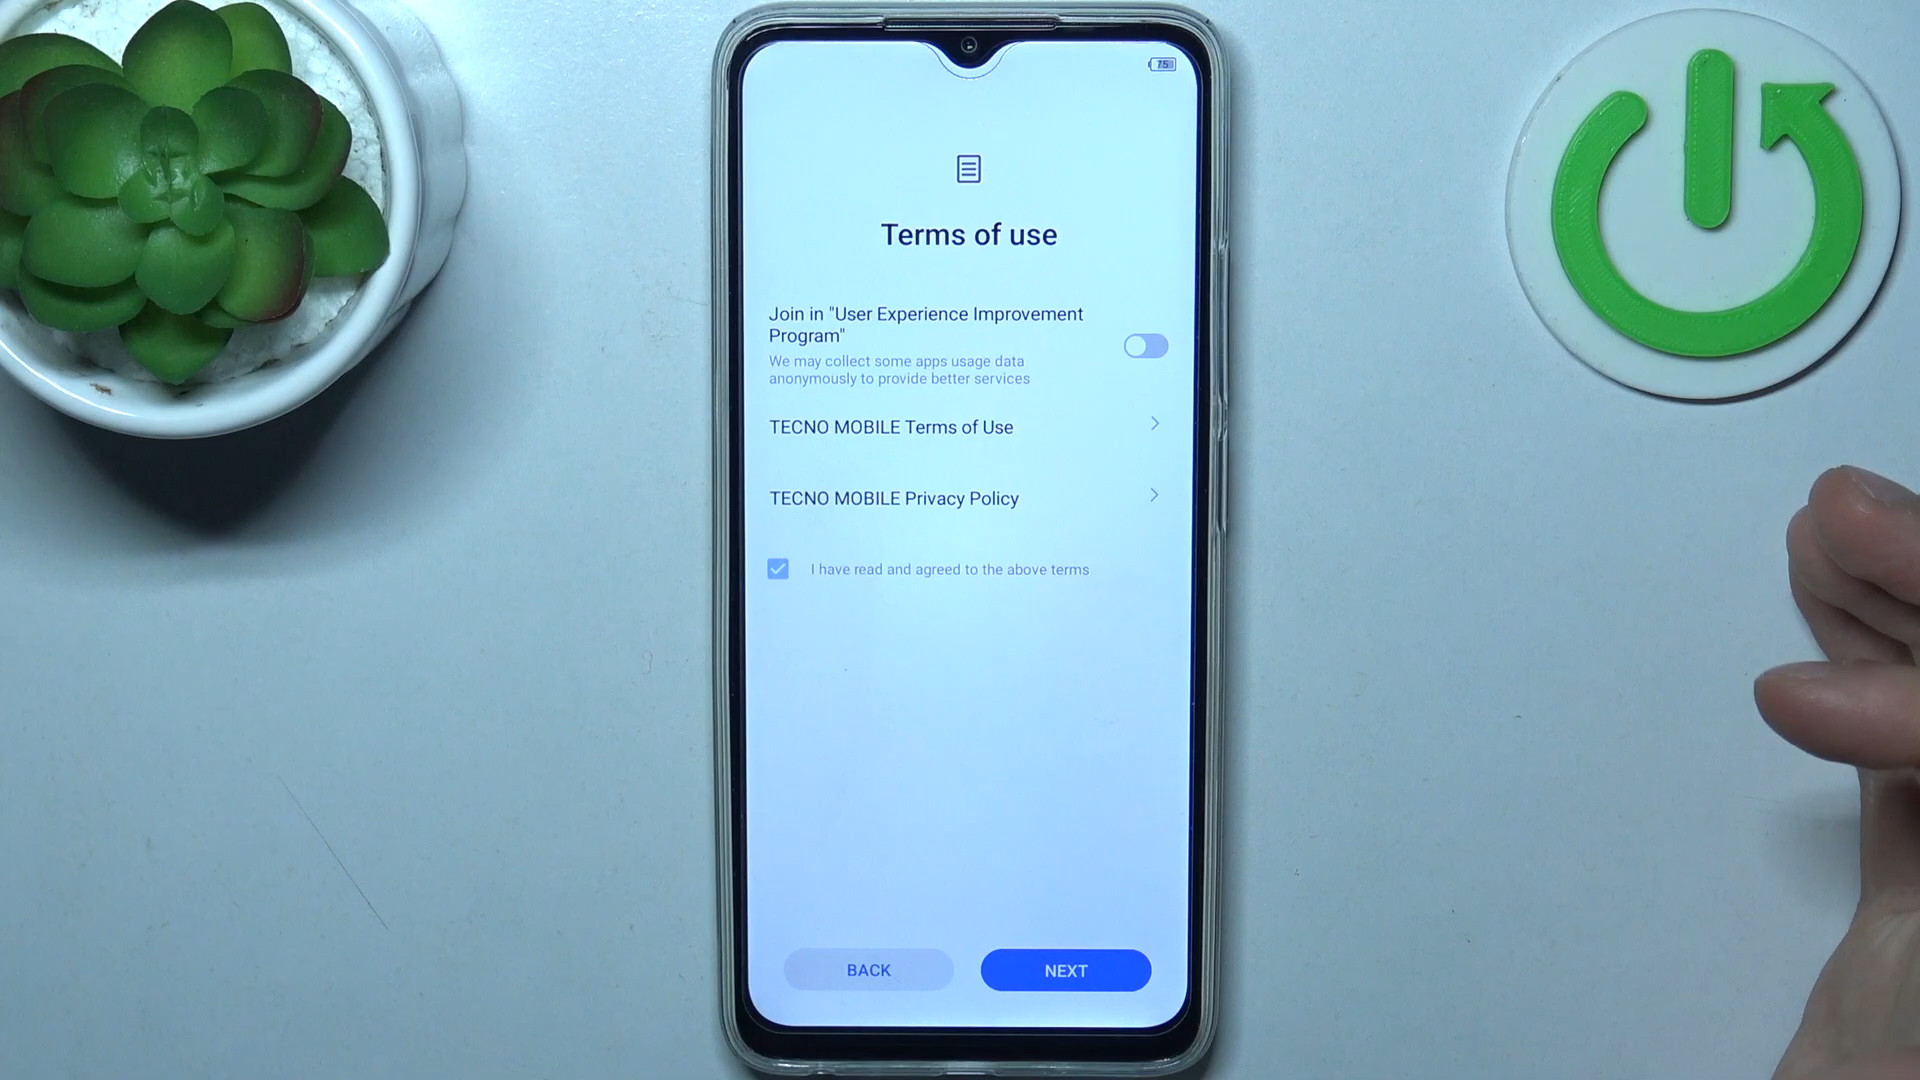 75
Terms of use
Join in "User Experience Improvement
Program"
We may collect some apps usage data
anonymously to provide better services
TECNO MOBILE Terms of Use
TECNO MOBILE Privacy Policy
I have read and agreed to the above terms
BACK
NEXT